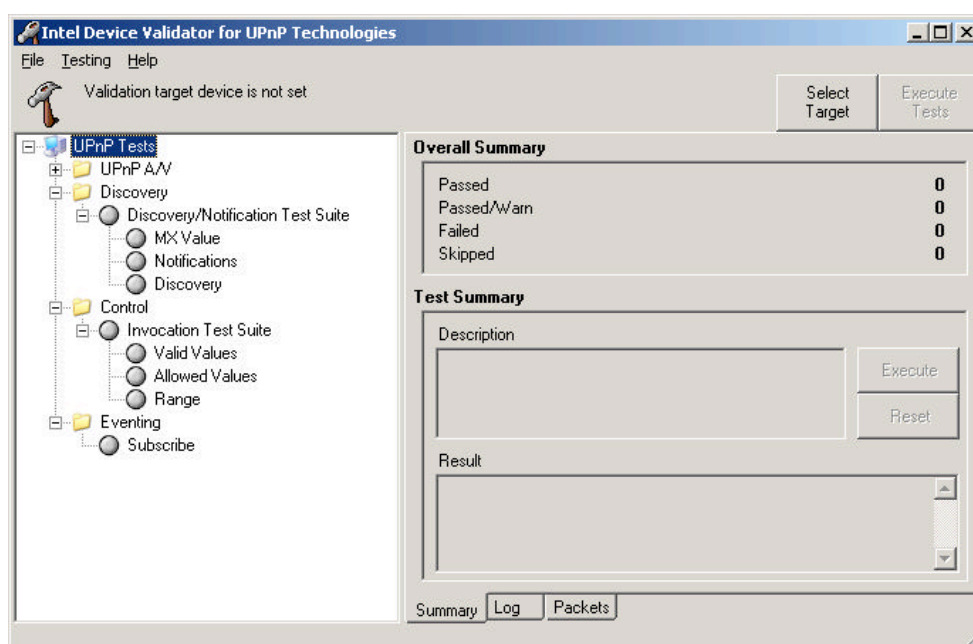 Intel Device Validator for UPnP Technologies
File Testing Help
Validation target device is not set
Select Target
Execute Tests
UPnP Tests
UPnP A/V
Discovery
Discovery/Notification Test Suite
MX Value
Notifications
Discovery
Control
Invocation Test Suite
Valid Values
Allowed Values
Range
Eventing
Subscribe
Overall Summary
Passed 0
Passed/Warn 0
Failed 0
Skipped 0
Test Summary
Description
Execute
Reset
Result
Summary Log Packets